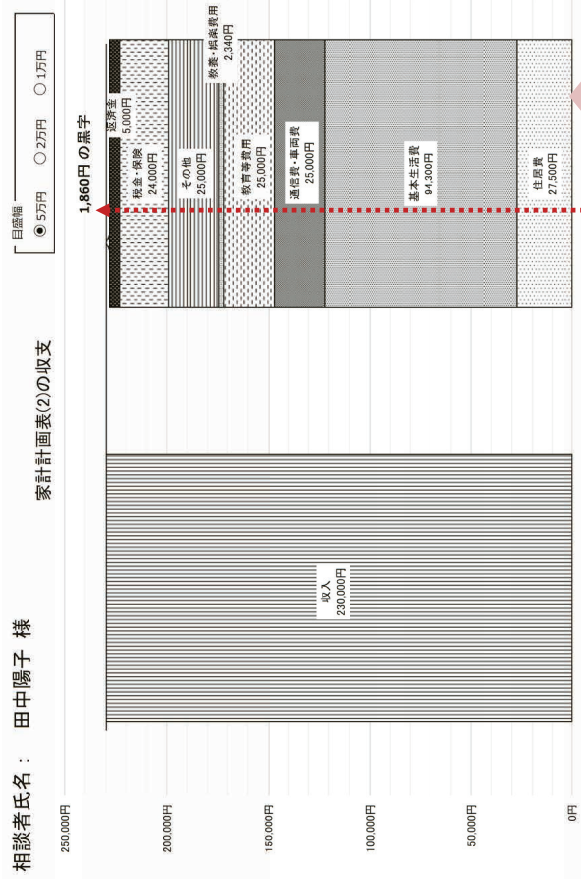 相談者氏名： 田中陽子 様
家計計画表(2)の収支
目盛幅
5万円 2万円 1万円
1,860円 の黒字
250,000円
200,000円
150,000円
100,000円
50,000円
0円
収入
230,000円
返済金
5,000円
税金・保険
24,000円
その他
25,000円
教養・娯楽費用
2,340円
教育等費用
25,000円
通信費・車両費
25,000円
基本生活費
94,300円
住居費
27,500円